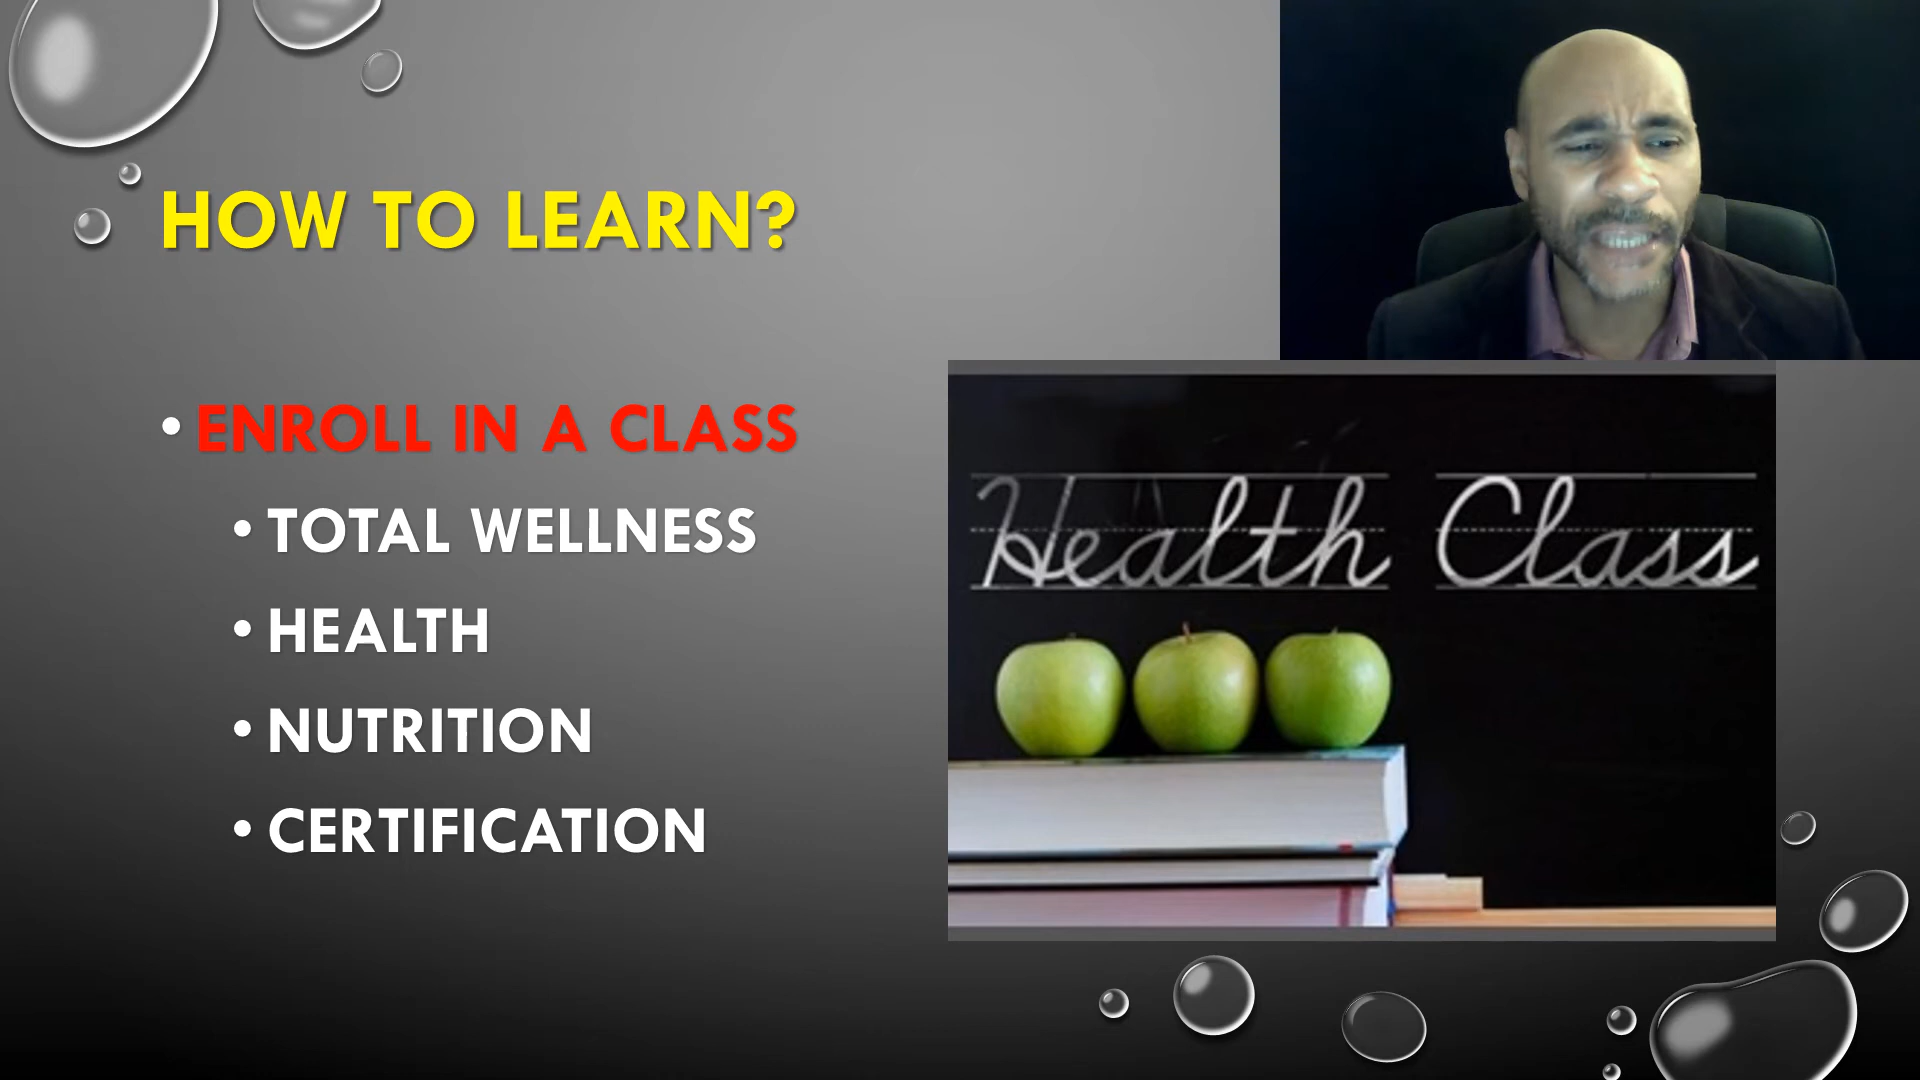 HOW TO LEARN?
• ENROLL IN A CLASS
• TOTAL WELLNESS
• HEALTH
• NUTRITION
• CERTIFICATION
Health Class